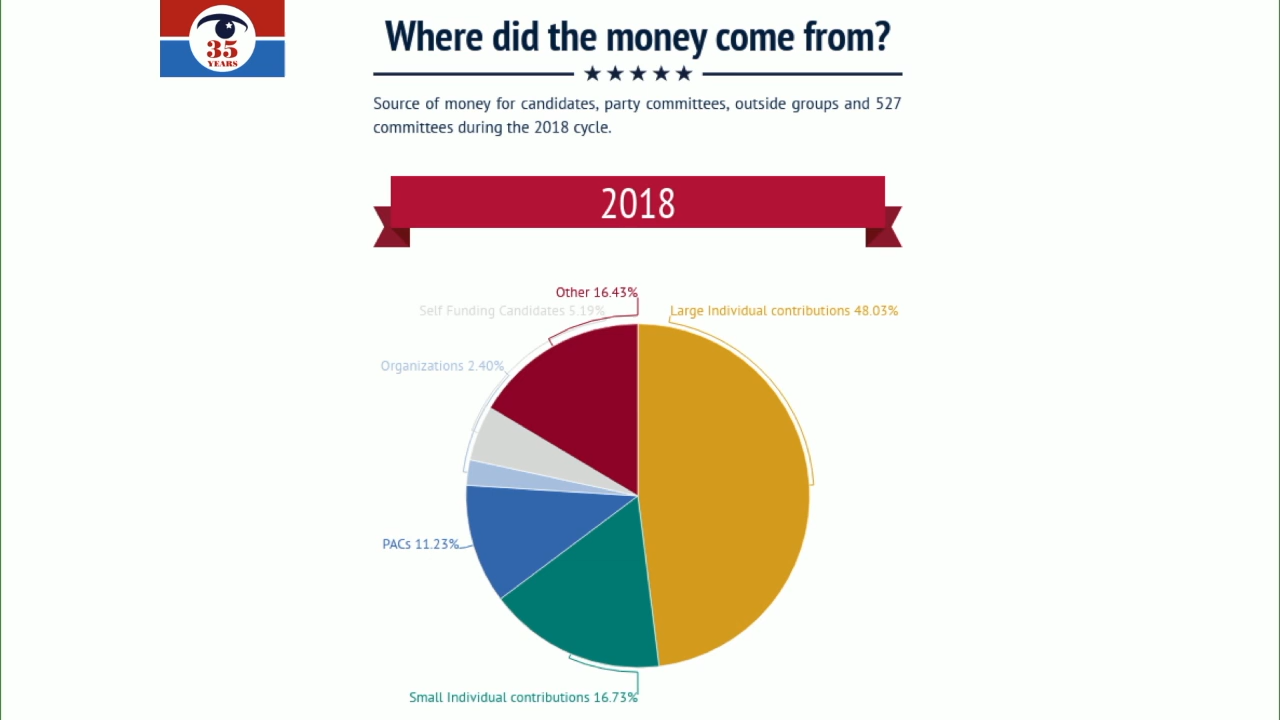 35
YEARS
Where did the money come from?
Source of money for candidates, party committees, outside groups and 527
committees during the 2018 cycle.
2018
Other 16.43%
Self Funding Candidates 5.19%
Large Individual contributions 48.03%
Organizations 2.40%
PACs 11.23%
Small Individual contributions 16.73%